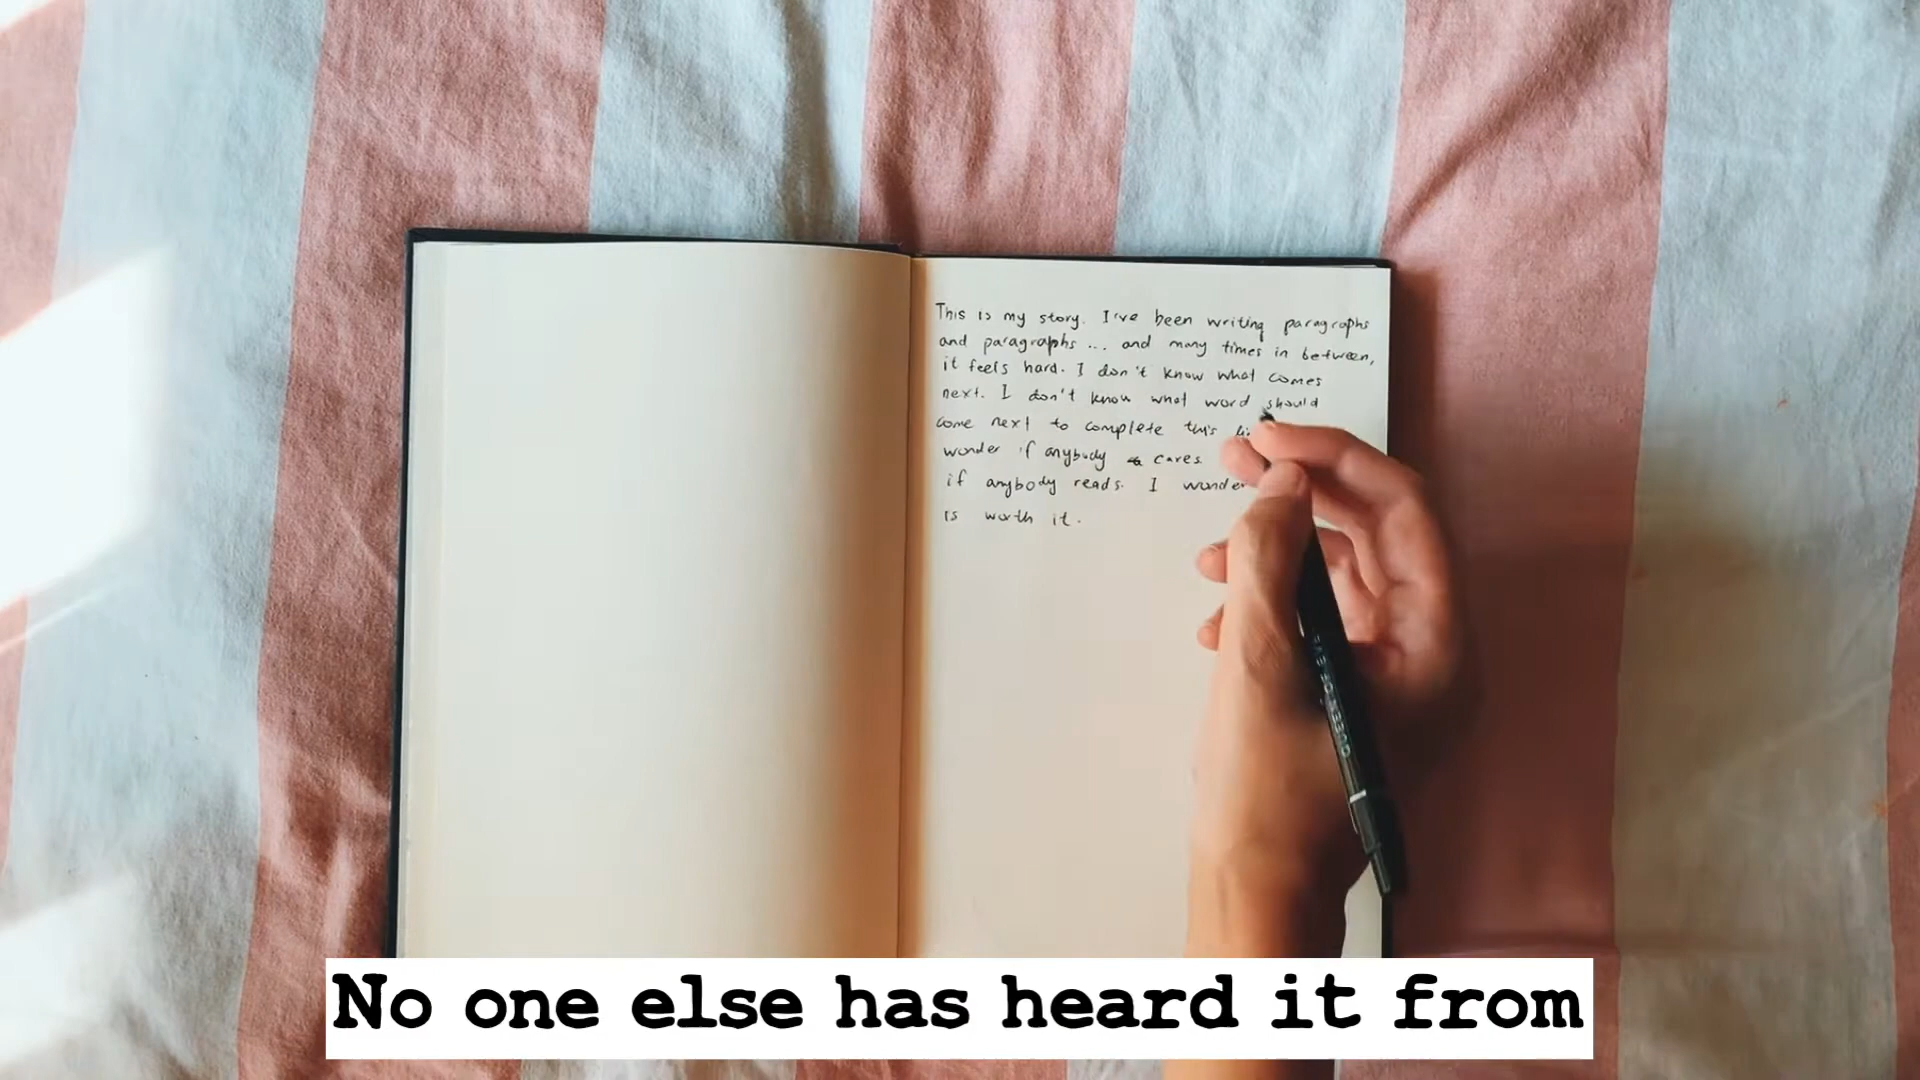 This is my story. I've been writing paragraphs
and paragraphs ... and many times in between,
it feels hard. I don't know what comes
next. I don't know what word should
come next to complete this
wonder if anybody cares.
if anybody reads. I wonder
is worth it.
No one else has heard it from